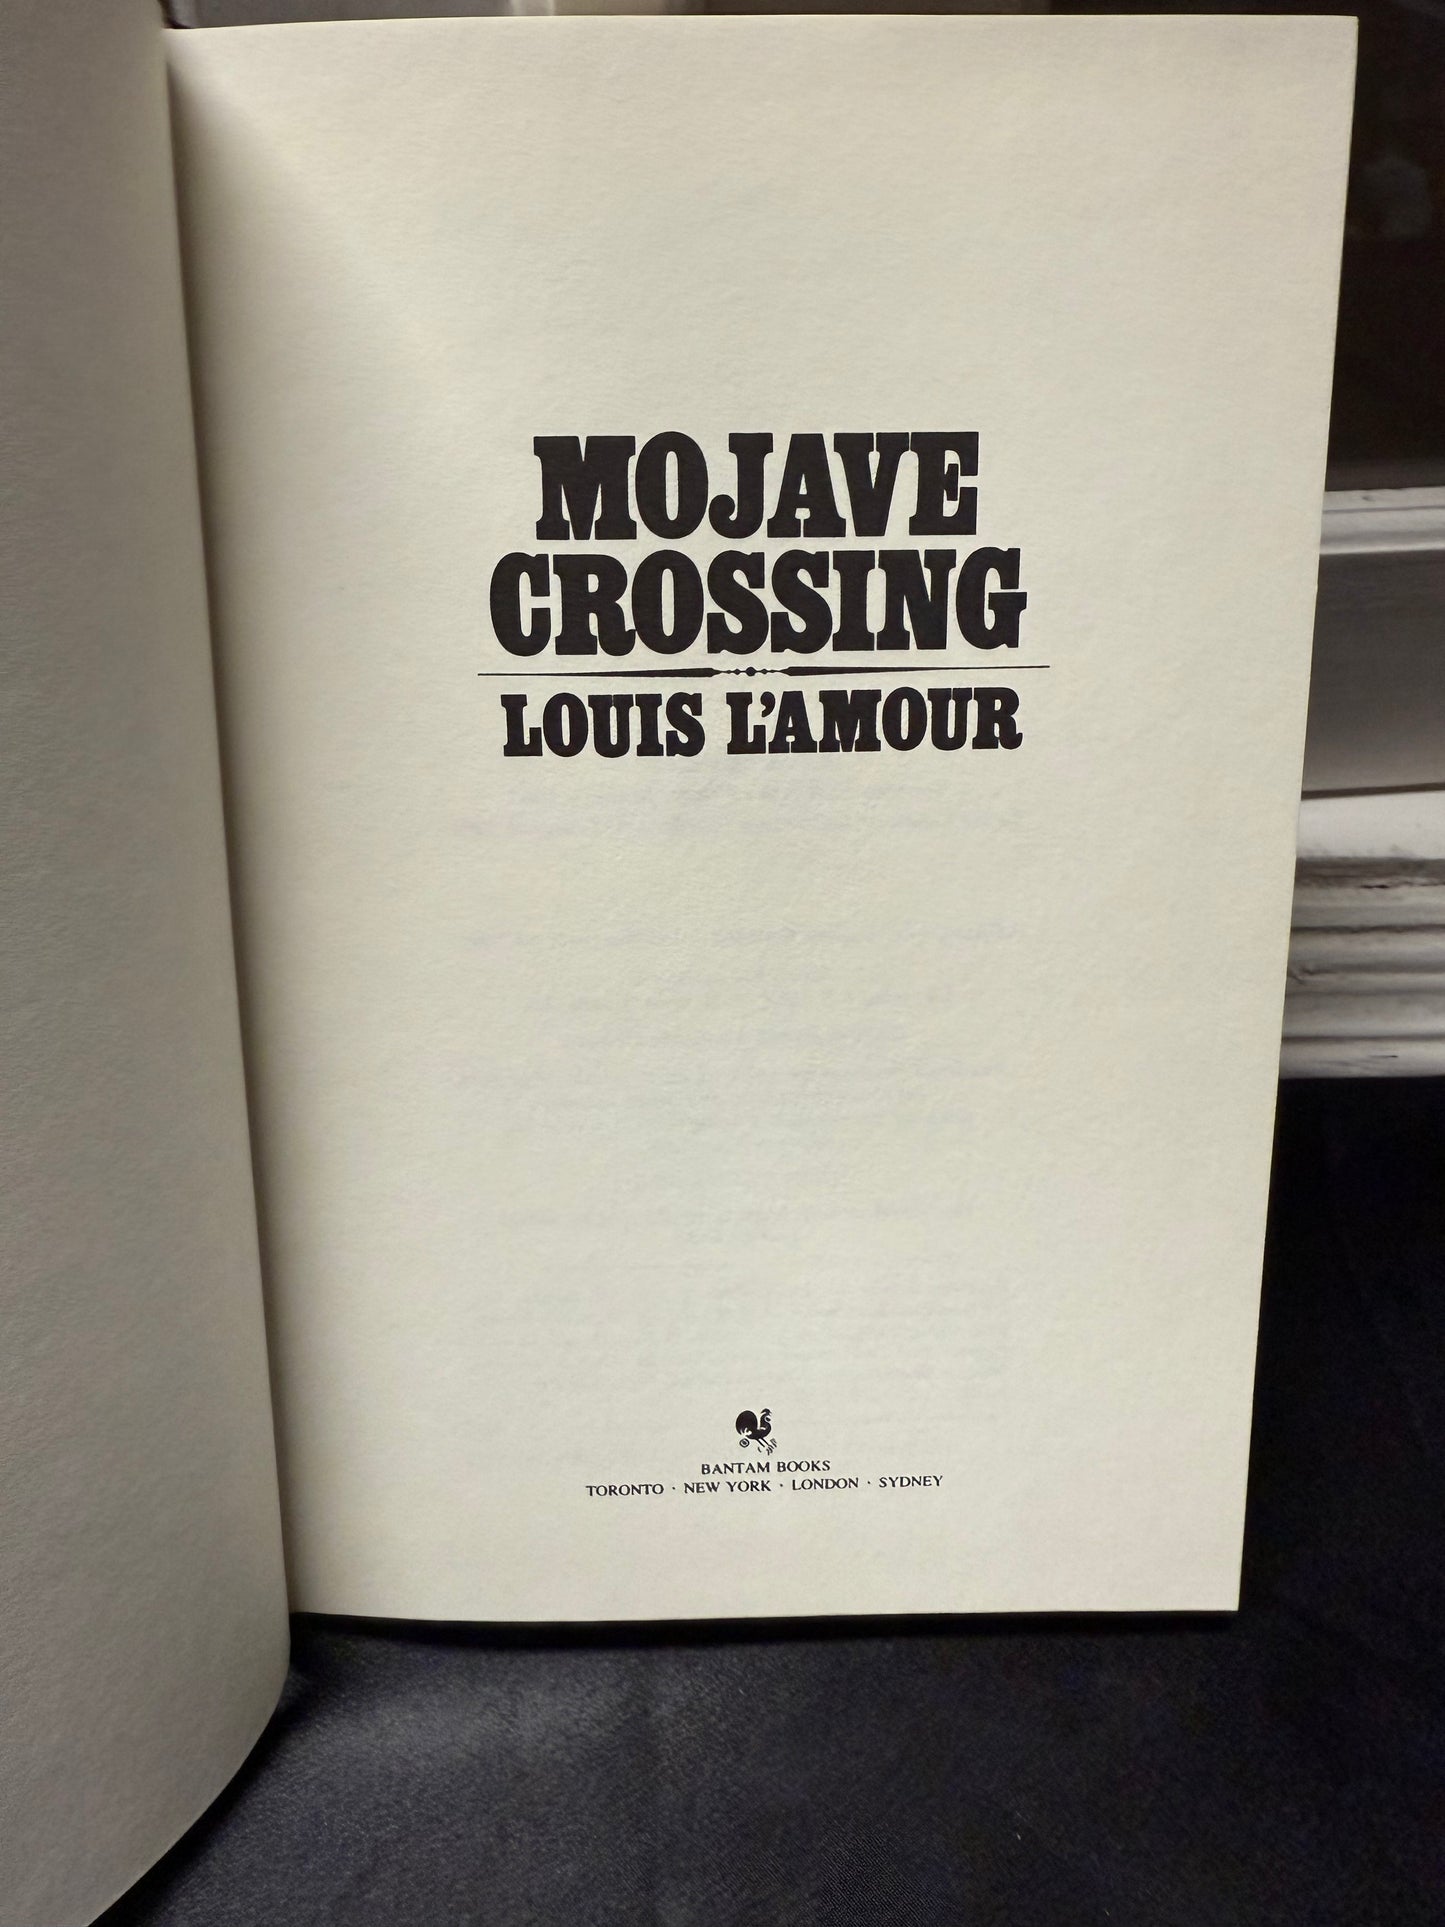 MOJAVE
CROSSING
LOUIS L'AMOUR
BANTAM BOOKS
TORONTO · NEW YORK · LONDON · SYDNEY